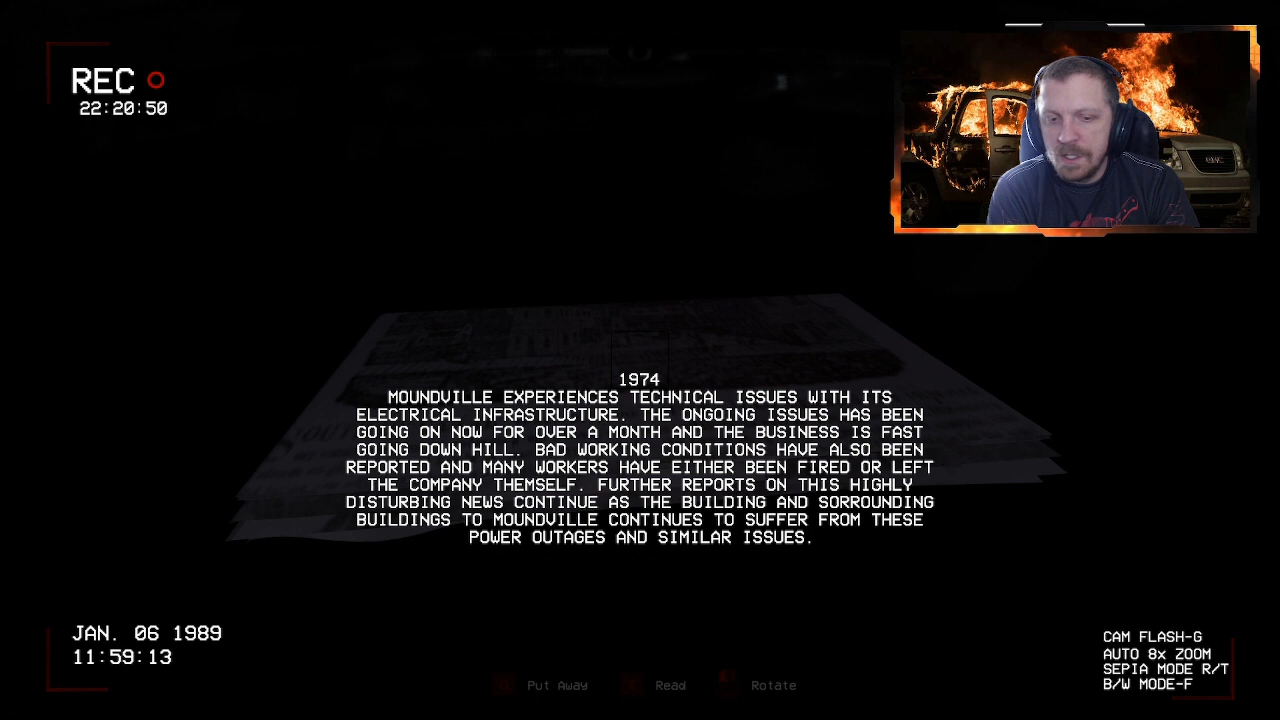 REC
22:20:50
GMC
1974
MOUNDVILLE EXPERIENCES TECHNICAL ISSUES WITH ITS
ELECTRICAL INFRASTRUCTURE. THE ONGOING ISSUES HAS BEEN
GOING ON NOW FOR OVER A MONTH AND THE BUSINESS IS FAST
GOING DOWN HILL. BAD WORKING CONDITIONS HAVE ALSO BEEN
REPORTED AND MANY WORKERS HAVE EITHER BEEN FIRED OR LEFT
THE COMPANY THEMSELF. FURTHER REPORTS ON THIS HIGHLY
DISTURBING NEWS CONTINUE AS THE BUILDING AND SORROUNDING
BUILDINGS TO MOUNDVILLE CONTINUES TO SUFFER FROM THESE
POWER OUTAGES AND SIMILAR ISSUES.
JAN. 06 1989
11:59:13
CAM FLASH-G
AUTO 8x ZOOM
SEPIA MODE R/T
B/W MODE-F
Put Away Read Rotate